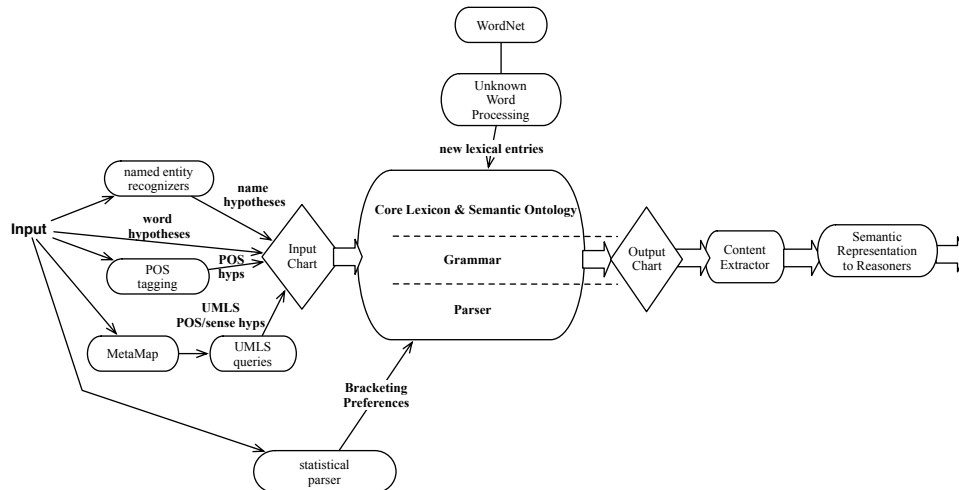 WordNet
Unknown
Word
Processing
new lexical entries
named entity
recognizers
name
hypotheses
Input
word
hypotheses
POS
tagging
POS
hyps
Input
Chart
UMLS
POS/sense hyps
MetaMap
UMLS
queries
Core Lexicon & Semantic Ontology
Grammar
Parser
Bracketing
Preferences
statistical
parser
Output
Chart
Content
Extractor
Semantic
Representation
to Reasoners